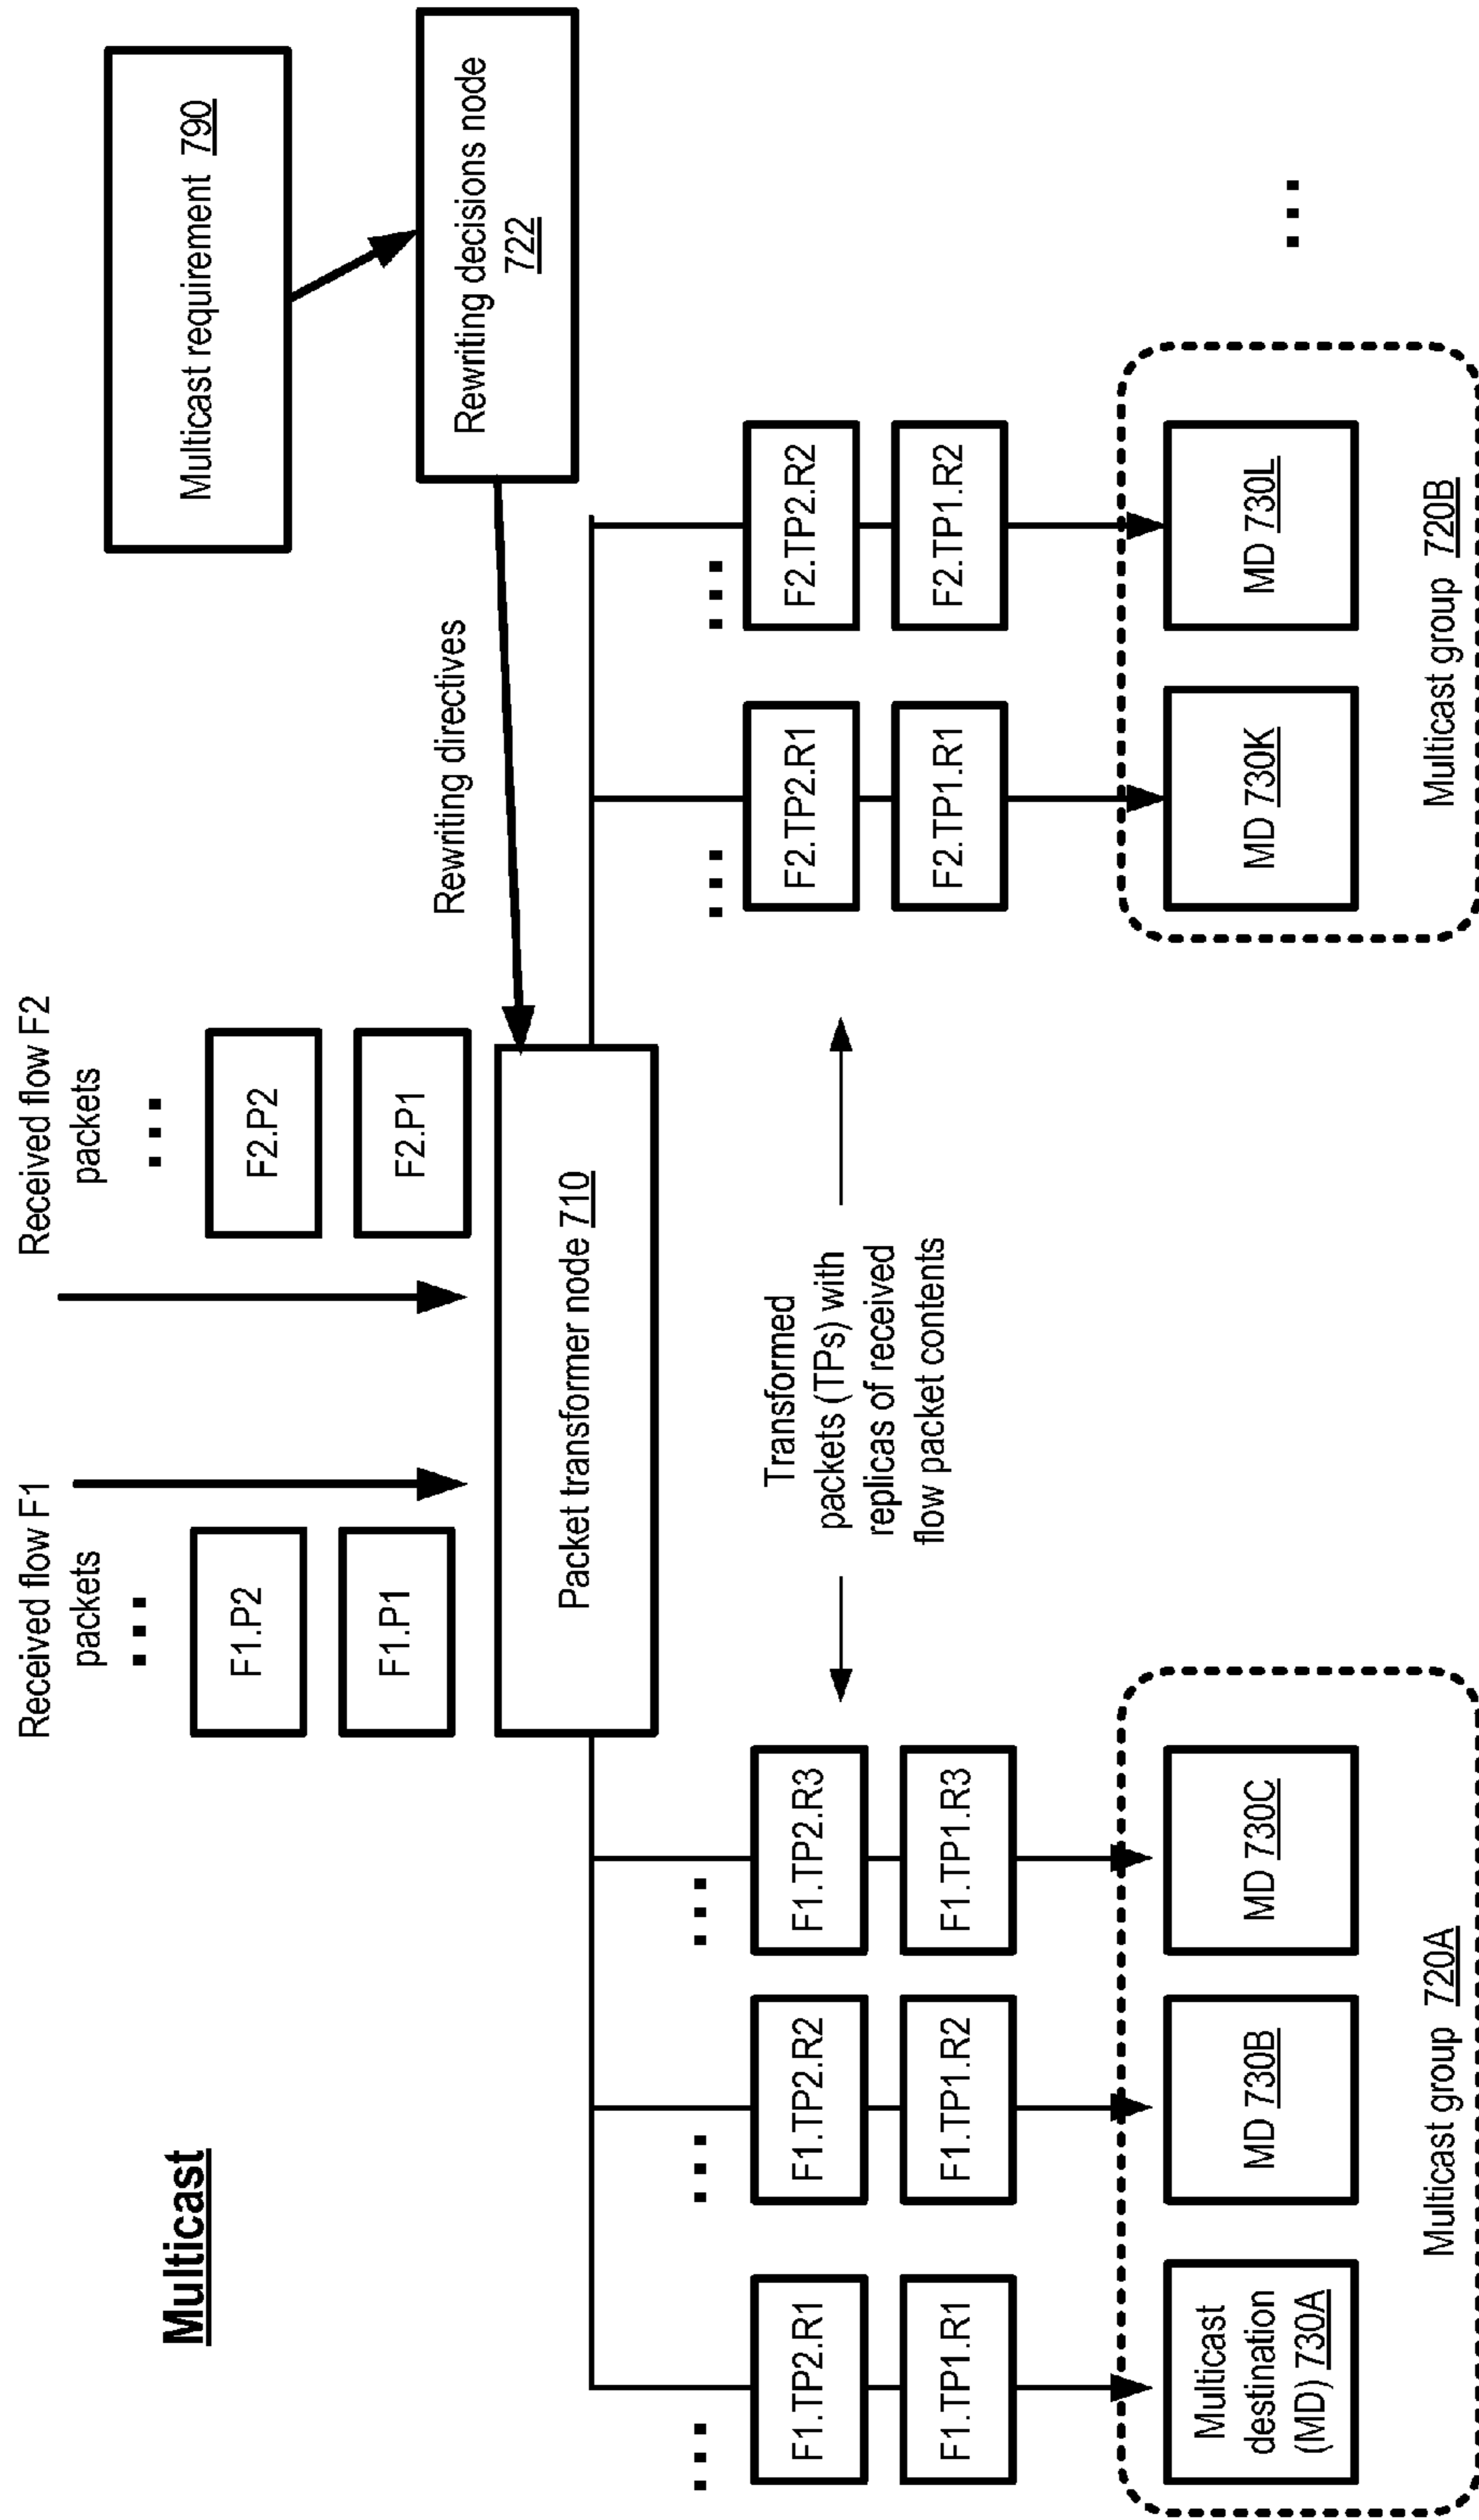 Multicast
Received flow F1
packets
Received flow F2
packets
Multicast requirement 790
F1.P2
F2.P2
F1.P1
F2.P1
Rewriting decisions node
722
Rewriting directives
Packet transformer node 710
F1.TP2.R1
F1.TP2.R2
F1.TP2.R3
F2.TP2.R1
F2.TP2.R2
Transformed
packets (TPs) with
replicas of received
flow packet contents
F1.TP1.R1
F1.TP1.R2
F1.TP1.R3
F2.TP1.R1
F2.TP1.R2
Multicast
destination
(MD) 730A
MD 730B
MD 730C
MD 730K
MD 730L
Multicast group 720A
Multicast group 720B